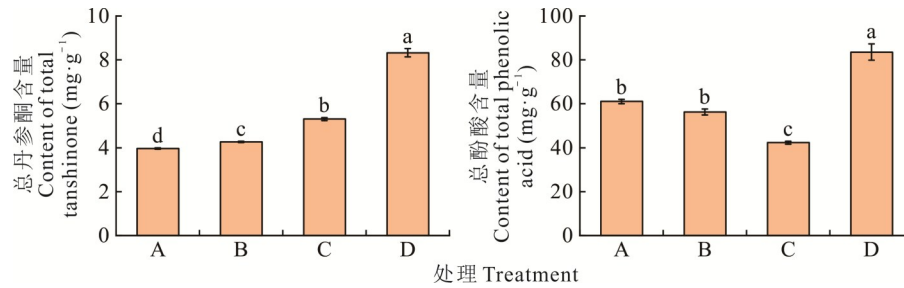 总丹参酮含量
Content of total
tanshinone (mg·g⁻¹)
10
8
6
4
2
0
d
c
b
a
A
B
C
D
总酚酸含量
Content of total phenolic
acid (mg·g⁻¹)
100
80
60
40
20
0
b
b
c
a
A
B
C
D
处理 Treatment